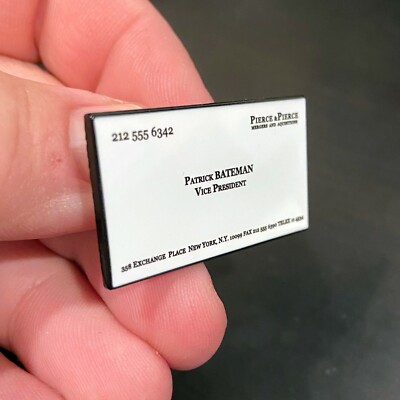 212 555 6342
PIERCE & PIERCE
MERGERS AND AQUISITIONS
PATRICK BATEMAN
VICE PRESIDENT
358 EXCHANGE PLACE NEW YORK, N.Y. 10099 FAX 212 555 6390 TELEX 10 4534